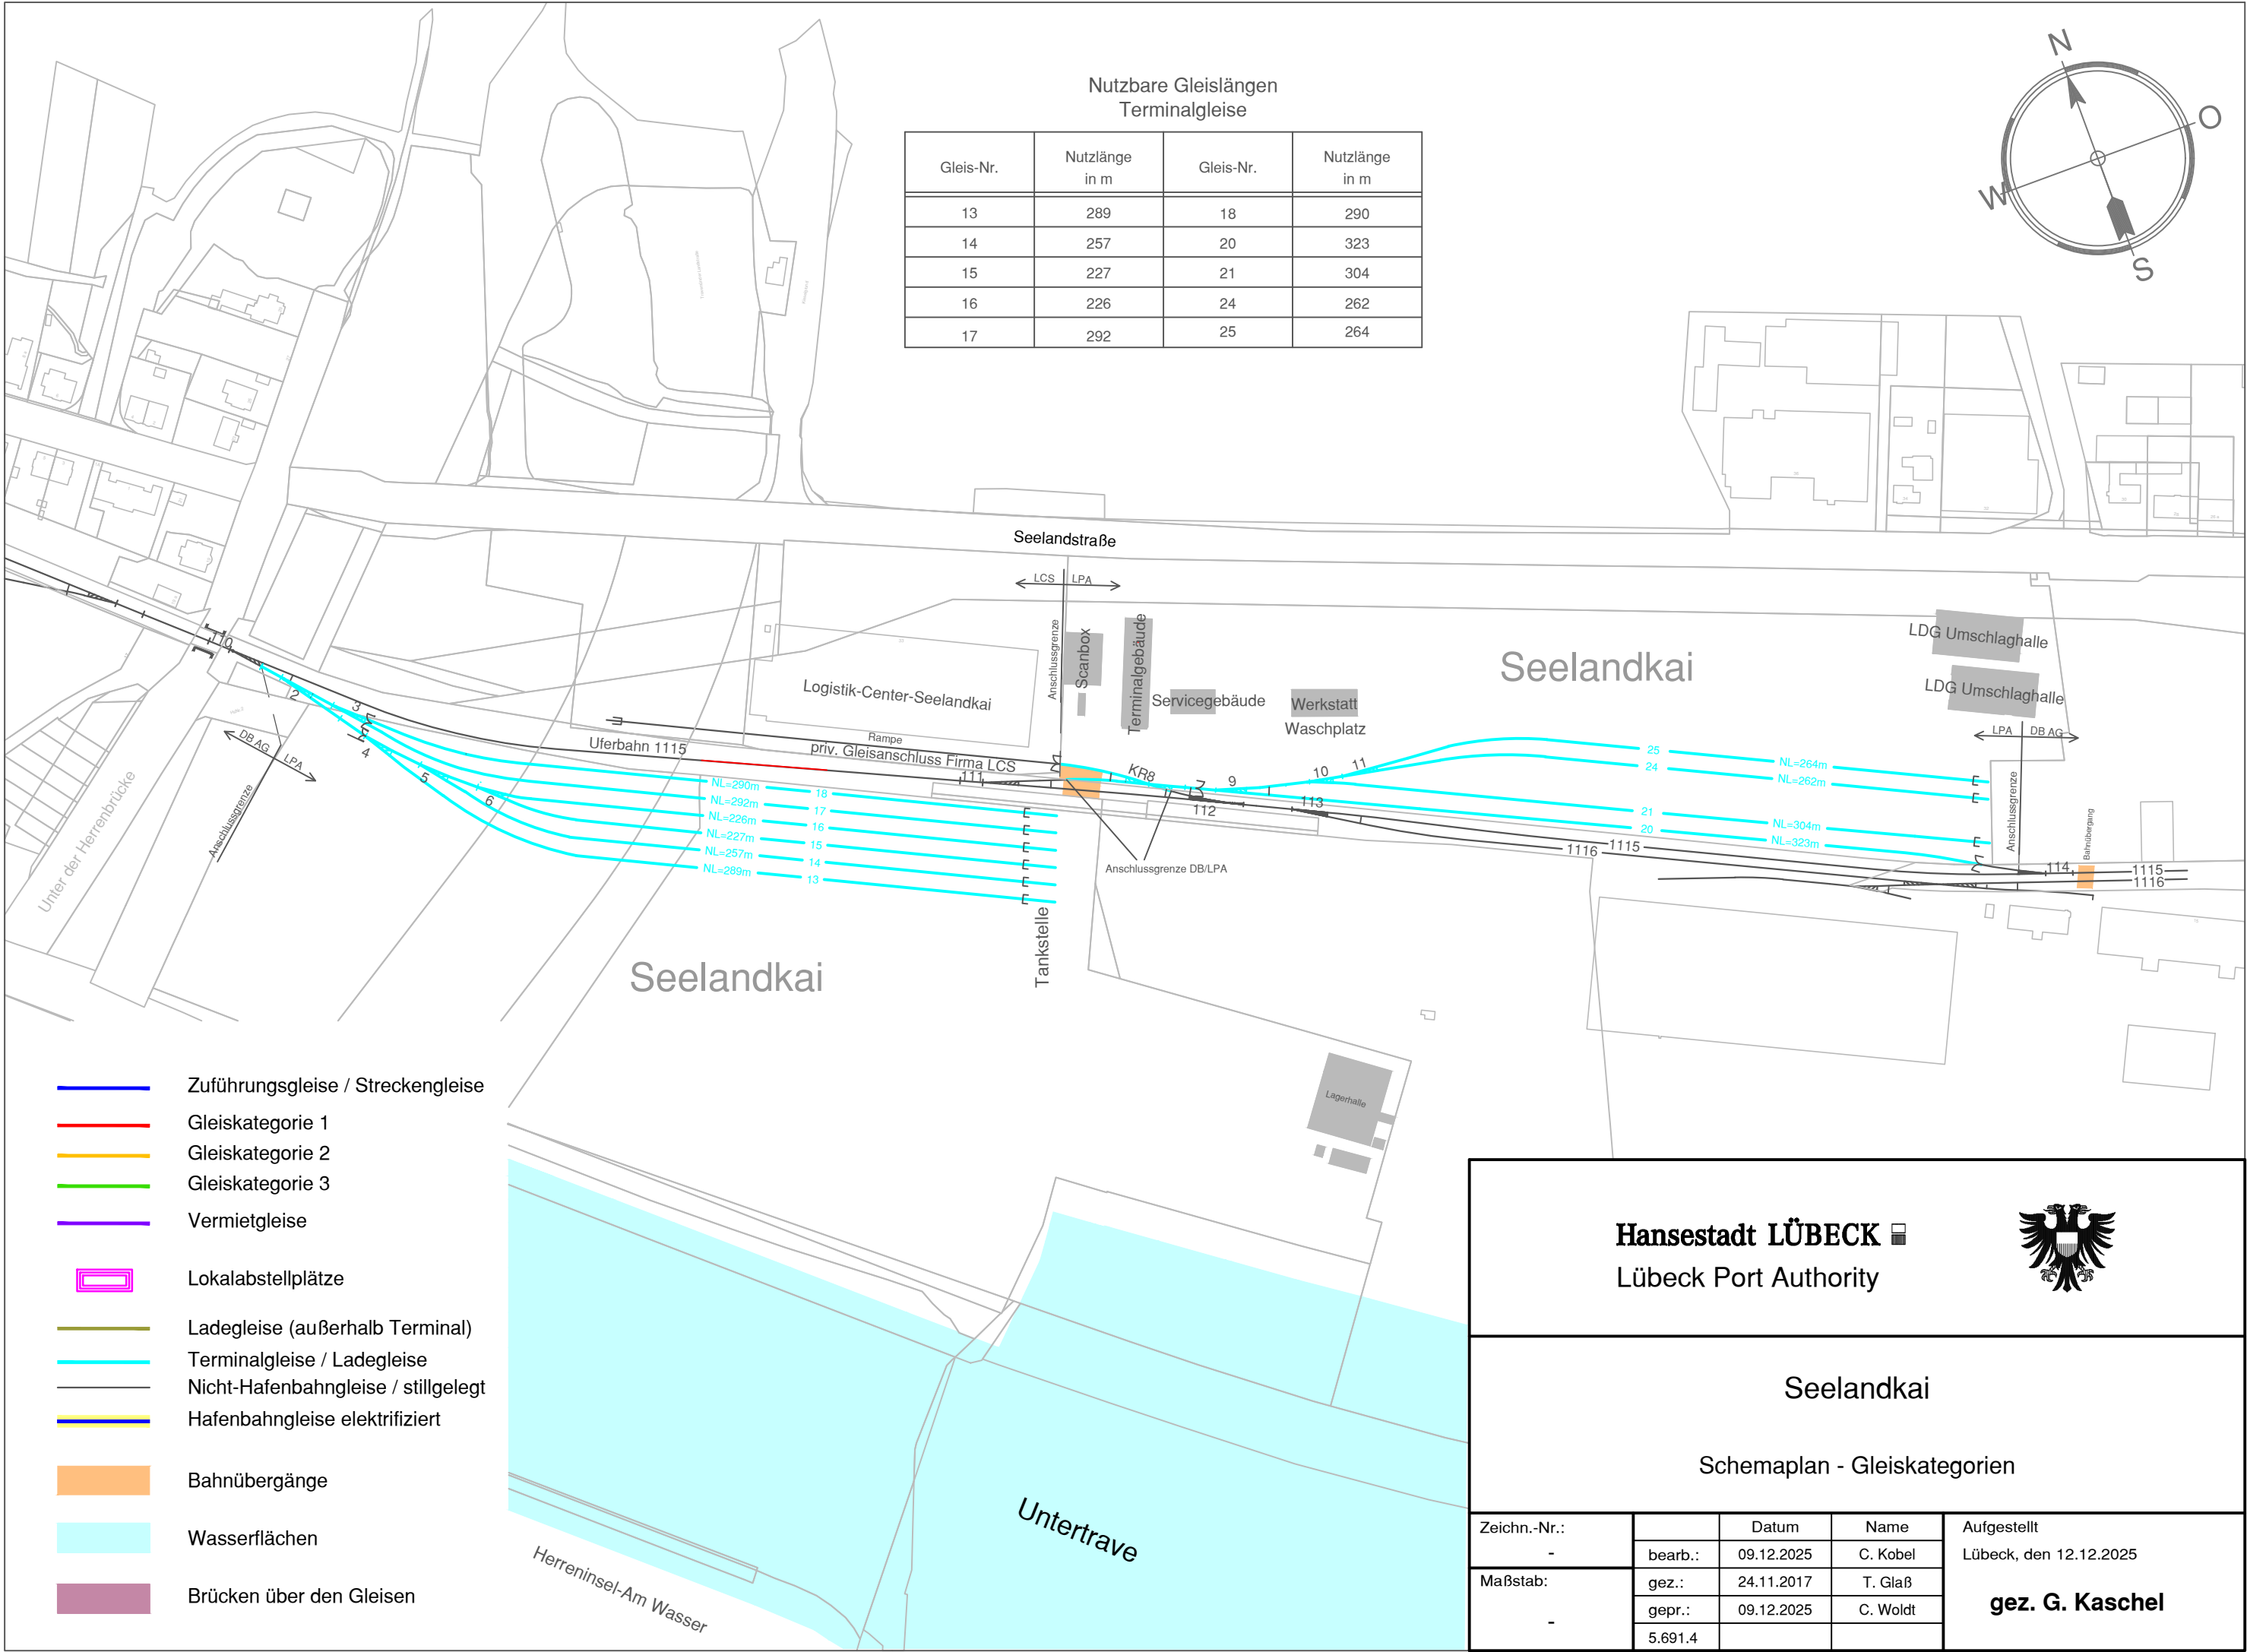 Nutzbare Gleislängen
Terminalgleise
Gleis-Nr. Nutzlänge in m Gleis-Nr. Nutzlänge in m
13 289 18 290
14 257 20 323
15 227 21 304
16 226 24 262
17 292 25 264
N
O
W
S
Seelandstraße
LCS LPA
Anschlussgrenze
Scanbox
Terminalgebäude
Servicegebäude
Werkstatt
Waschplatz
Seelandkai
LDG Umschlaghalle
LDG Umschlaghalle
LPA DB AG
Anschlussgrenze
Bahnübergang
Logistik-Center-Seelandkai
Rampe
priv. Gleisanschluss Firma LCS
Uferbahn 1115
110
2
3
4
5
6
111
KR8
9
10
11
112
113
114
1115
1116
1115
1116
25 NL=264m
24 NL=262m
21 NL=304m
20 NL=323m
NL=290m 18
NL=292m 17
NL=226m 16
NL=227m 15
NL=257m 14
NL=289m 13
Anschlussgrenze DB/LPA
DB AG LPA
Anschlussgrenze
Unter der Herrenbrücke
Tankstelle
Seelandkai
Lagerhalle
Zuführungsgleise / Streckengleise
Gleiskategorie 1
Gleiskategorie 2
Gleiskategorie 3
Vermietgleise
Lokalabstellplätze
Ladegleise (außerhalb Terminal)
Terminalgleise / Ladegleise
Nicht-Hafenbahngleise / stillgelegt
Hafenbahngleise elektrifiziert
Bahnübergänge
Wasserflächen
Brücken über den Gleisen
Untertrave
Herreninsel-Am Wasser
Hansestadt LÜBECK
Lübeck Port Authority
Seelandkai
Schemaplan - Gleiskategorien
Zeichn.-Nr.: Datum Name Aufgestellt
- bearb.: 09.12.2025 C. Kobel Lübeck, den 12.12.2025
Maßstab: gez.: 24.11.2017 T. Glaß
- gepr.: 09.12.2025 C. Woldt gez. G. Kaschel
5.691.4